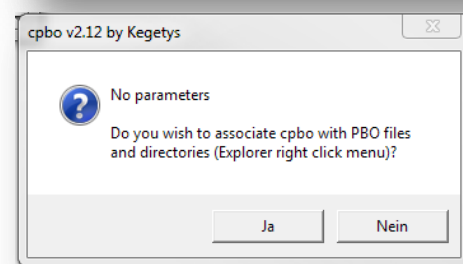 cpbo v2.12 by Kegetys
No parameters
Do you wish to associate cpbo with PBO files
and directories (Explorer right click menu)?
Ja
Nein